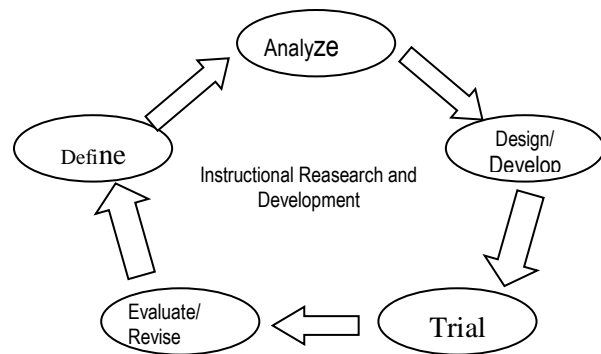 Analyze
Design/
Develop
Define
Instructional Reasearch and
Development
Evaluate/
Revise
Trial